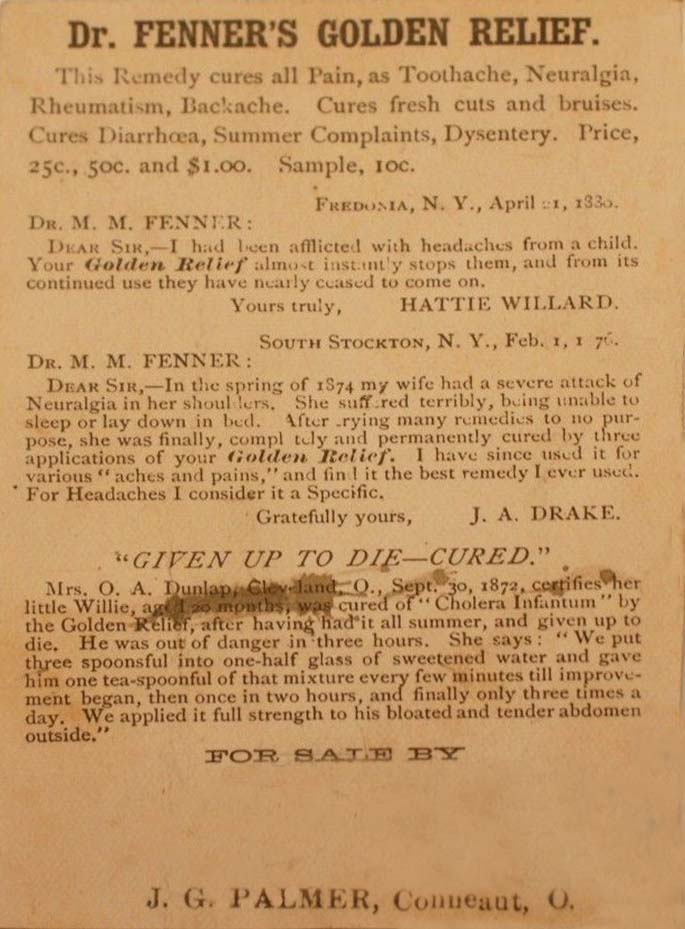 Dr. FENNER'S GOLDEN RELIEF.
This Remedy cures all Pain, as Toothache, Neuralgia,
Rheumatism, Backache. Cures fresh cuts and bruises.
Cures Diarrhœa, Summer Complaints, Dysentery. Price,
25c., 50c. and $1.00. Sample, 10c.
FREDONIA, N. Y., April 21, 1880.
DR. M. M. FENNER:
DEAR SIR,—I had been afflicted with headaches from a child.
Your Golden Relief almost instantly stops them, and from its
continued use they have nearly ceased to come on.
Yours truly, HATTIE WILLARD.
SOUTH STOCKTON, N. Y., Feb. 1,
DR. M. M. FENNER:
DEAR SIR,—In the spring of 1874 my wife had a severe attack of
Neuralgia in her shoulders. She suffered terribly, being unable to
sleep or lay down in bed. After trying many remedies to no pur-
pose, she was finally, completely and permanently cured by three
applications of your Golden Relief. I have since used it for
various "aches and pains," and find it the best remedy I ever used.
For Headaches I consider it a Specific.
Gratefully yours, J. A. DRAKE.
"GIVEN UP TO DIE—CURED."
Mrs. O. A. Dunlap, Cleveland, O., Sept. 30, 1872, certifies her
little Willie, aged 20 months, was cured of "Cholera Infantum" by
the Golden Relief, after having had it all summer, and given up to
die. He was out of danger in three hours. She says: "We put
three spoonsful into one-half glass of sweetened water and gave
him one tea-spoonful of that mixture every few minutes till improve-
ment began, then once in two hours, and finally only three times a
day. We applied it full strength to his bloated and tender abdomen
outside."
FOR SALE BY
J. G. PALMER, Conneaut, O.